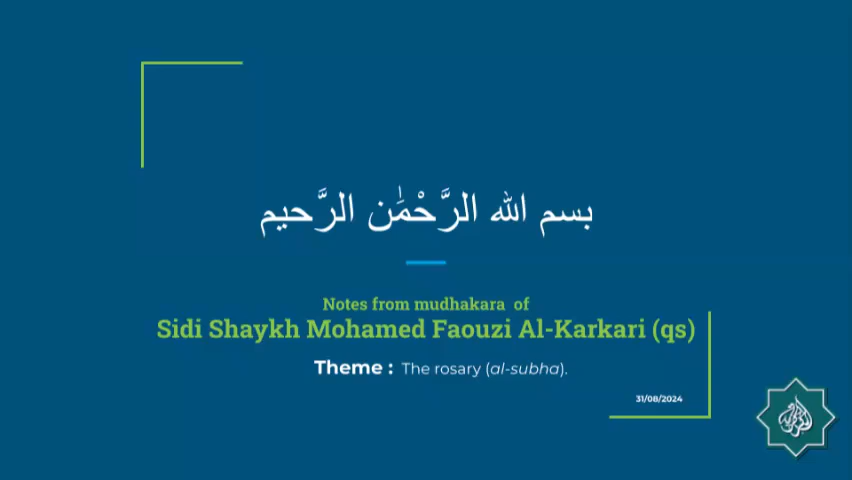 بسم الله الرَّحْمَٰن الرَّحيم
Notes from mudhakara of
Sidi Shaykh Mohamed Faouzi Al-Karkari (qs)
Theme : The rosary (al-subha).
31/08/2024